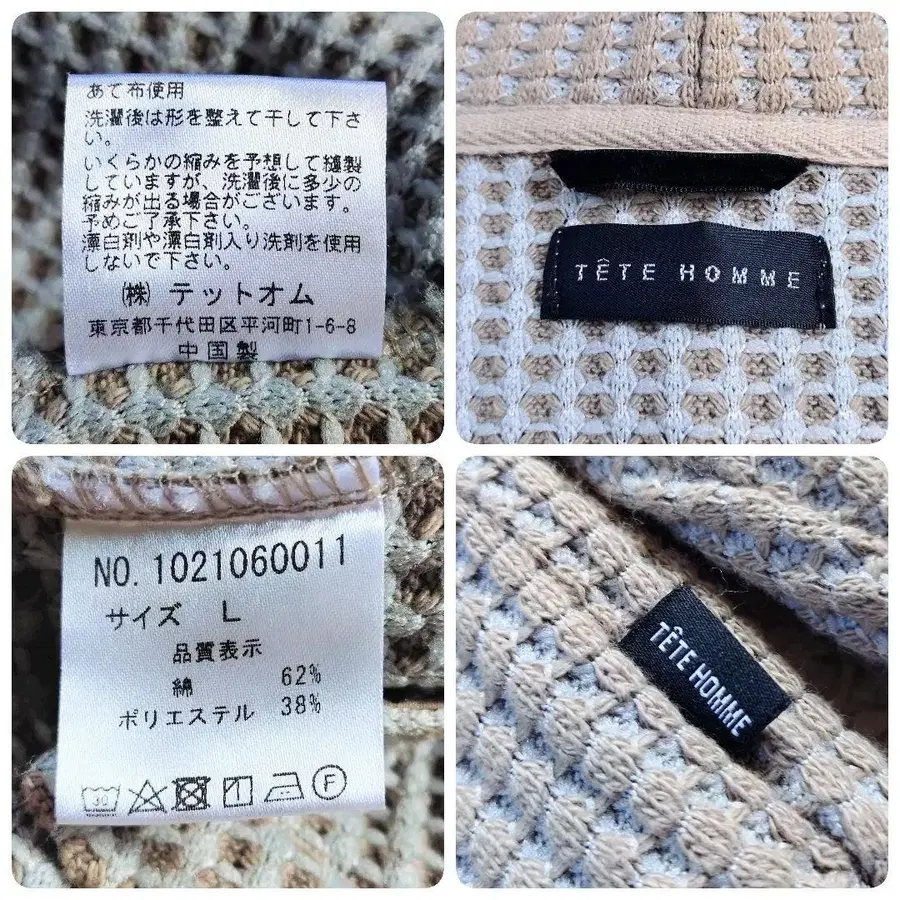 あて布使用
洗濯後は形を整えて干して下さ
い。
いくらかの縮みを予想して縫製
していますが、洗濯後に多少の
縮みが出る場合がございます。
予めご了承下さい。
漂白剤や漂白剤入り洗剤を使用
しないで下さい。
㈱ テットオム
東京都千代田区平河町1-6-8
中国製
TÊTE HOMME
NO. 1021060011
サイズ L
品質表示
綿 62%
ポリエステル 38%
30
F
TÊTE HOMME